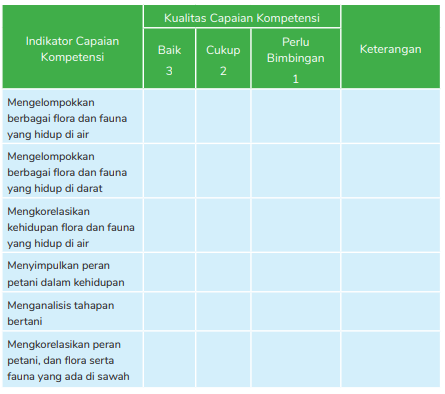 Indikator Capaian
Kompetensi
Kualitas Capaian Kompetensi
Baik
3
Cukup
2
Perlu
Bimbingan
1
Keterangan
Mengelompokkan
berbagai flora dan fauna
yang hidup di air
Mengelompokkan
berbagai flora dan fauna
yang hidup di darat
Mengkorelasikan
kehidupan flora dan fauna
yang hidup di air
Menyimpulkan peran
petani dalam kehidupan
Menganalisis tahapan
bertani
Mengkorelasikan peran
petani, dan flora serta
fauna yang ada di sawah